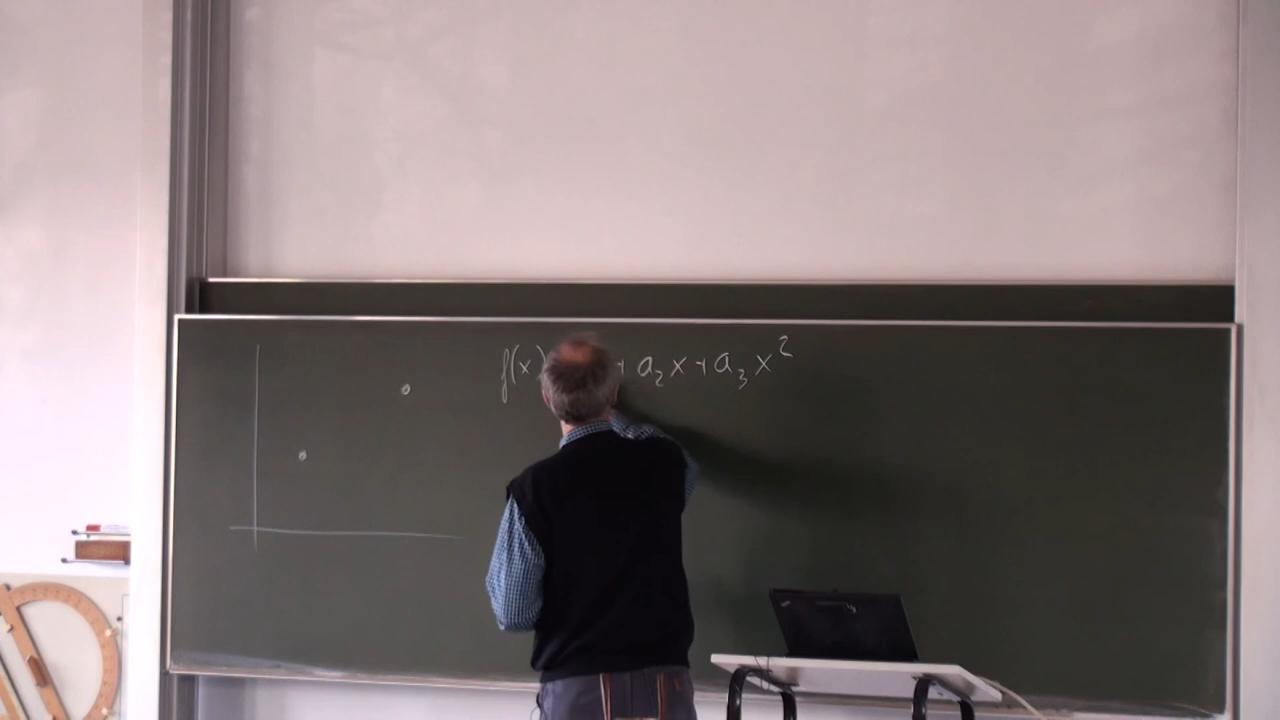 f(x) + a₂x + a₃x²